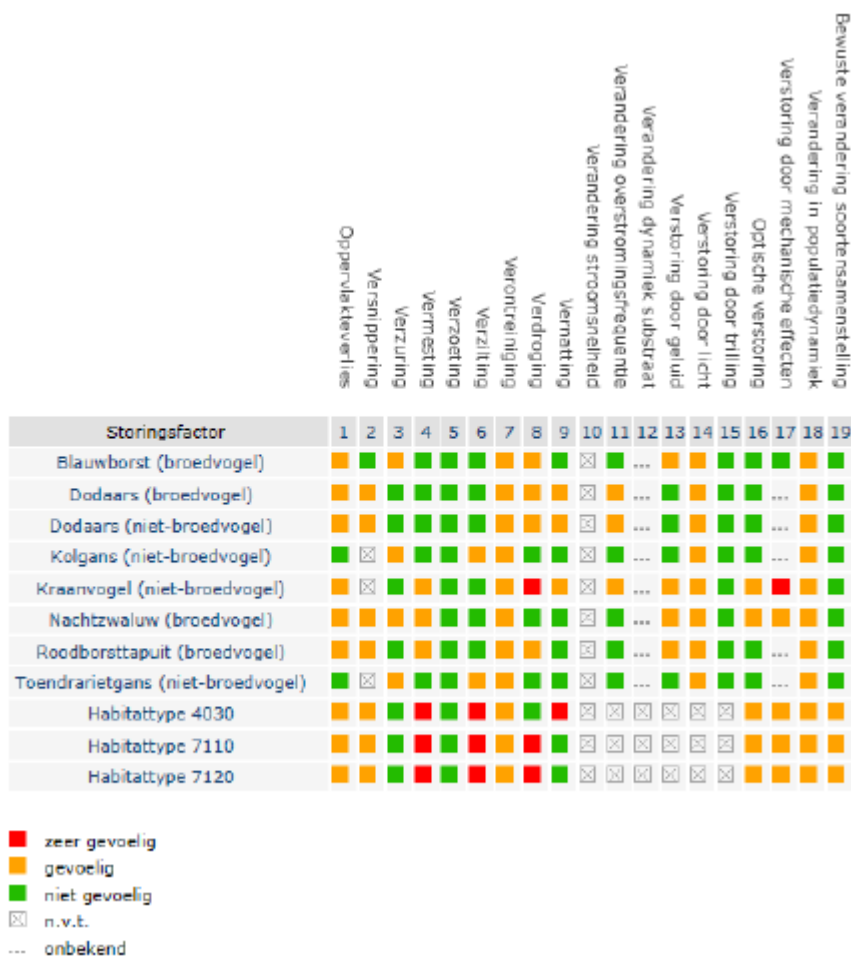 Oppervlakteverlies
Versnippering
Verzuring
Vermesting
Verzoeting
Verzilting
Verontreiniging
Verdroging
Vernatting
Verandering stroomsnelheid
Verandering overstromingsfrequentie
Verandering dynamiek substraat
Verstoring door geluid
Verstoring door licht
Verstoring door trilling
Optische verstoring
Verstoring door mechanische effecten
Verandering in populatiedynamiek
Bewuste verandering soortensamenstelling
Storingsfactor 1 2 3 4 5 6 7 8 9 10 11 12 13 14 15 16 17 18 19
Blauwborst (broedvogel) ...
Dodaars (broedvogel) ... ...
Dodaars (niet-broedvogel) ... ...
Kolgans (niet-broedvogel) ... ...
Kraanvogel (niet-broedvogel) ...
Nachtzwaluw (broedvogel) ...
Roodborsttapuit (broedvogel) ... ...
Toendrarietgans (niet-broedvogel) ... ...
Habitattype 4030
Habitattype 7110
Habitattype 7120
zeer gevoelig
gevoelig
niet gevoelig
n.v.t.
... onbekend